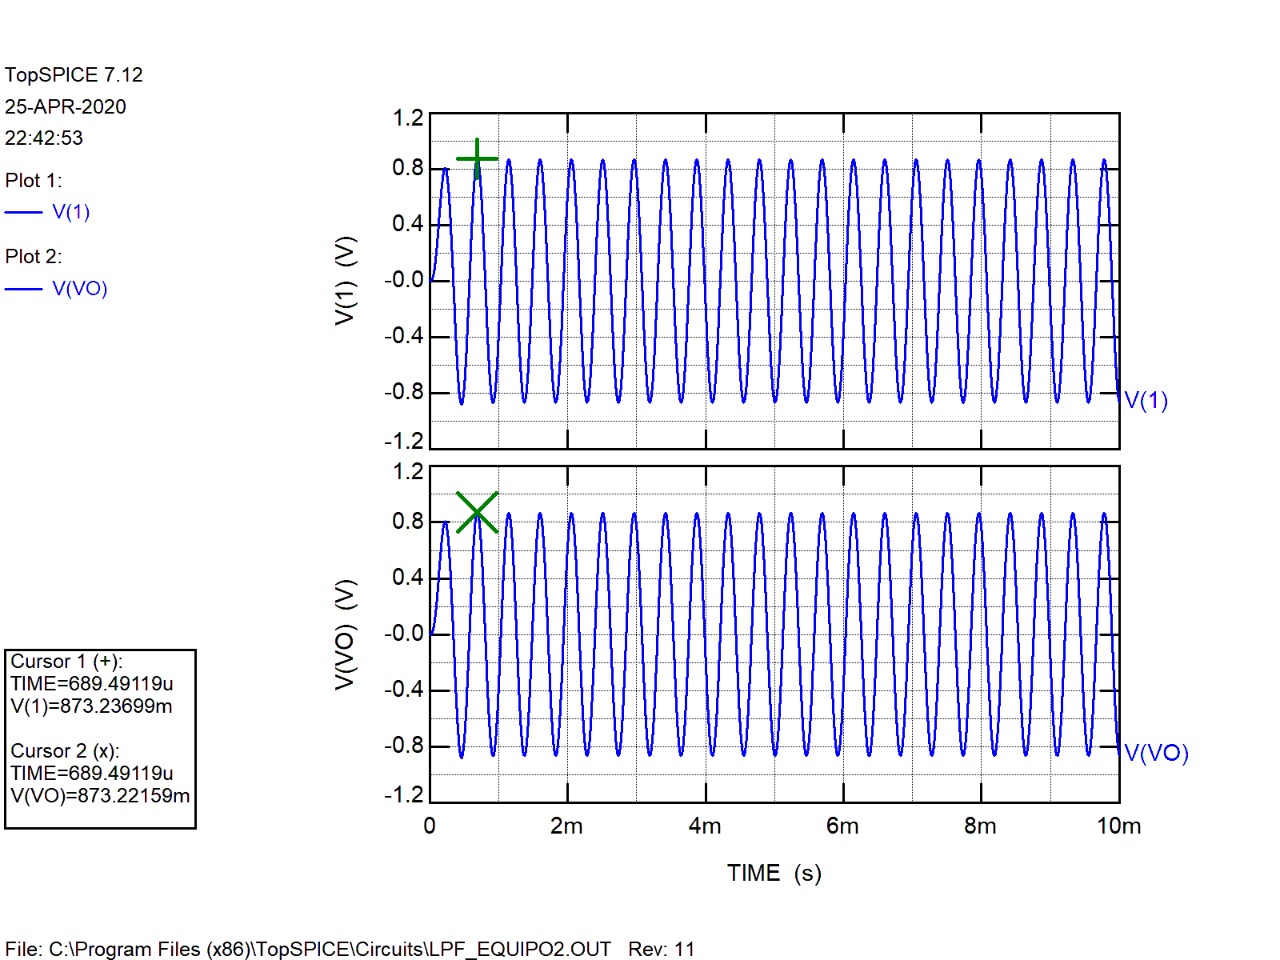 TopSPICE 7.12
25-APR-2020
22:42:53
Plot 1:
V(1)
Plot 2:
V(VO)
1.2
0.8
0.4
-0.0
-0.4
-0.8
-1.2
V(1) (V)
V(1)
1.2
0.8
0.4
-0.0
-0.4
-0.8
-1.2
V(VO) (V)
V(VO)
0 2m 4m 6m 8m 10m
TIME (s)
Cursor 1 (+):
TIME=689.49119u
V(1)=873.23699m
Cursor 2 (x):
TIME=689.49119u
V(VO)=873.22159m
File: C:\Program Files (x86)\TopSPICE\Circuits\LPF_EQUIPO2.OUT Rev: 11